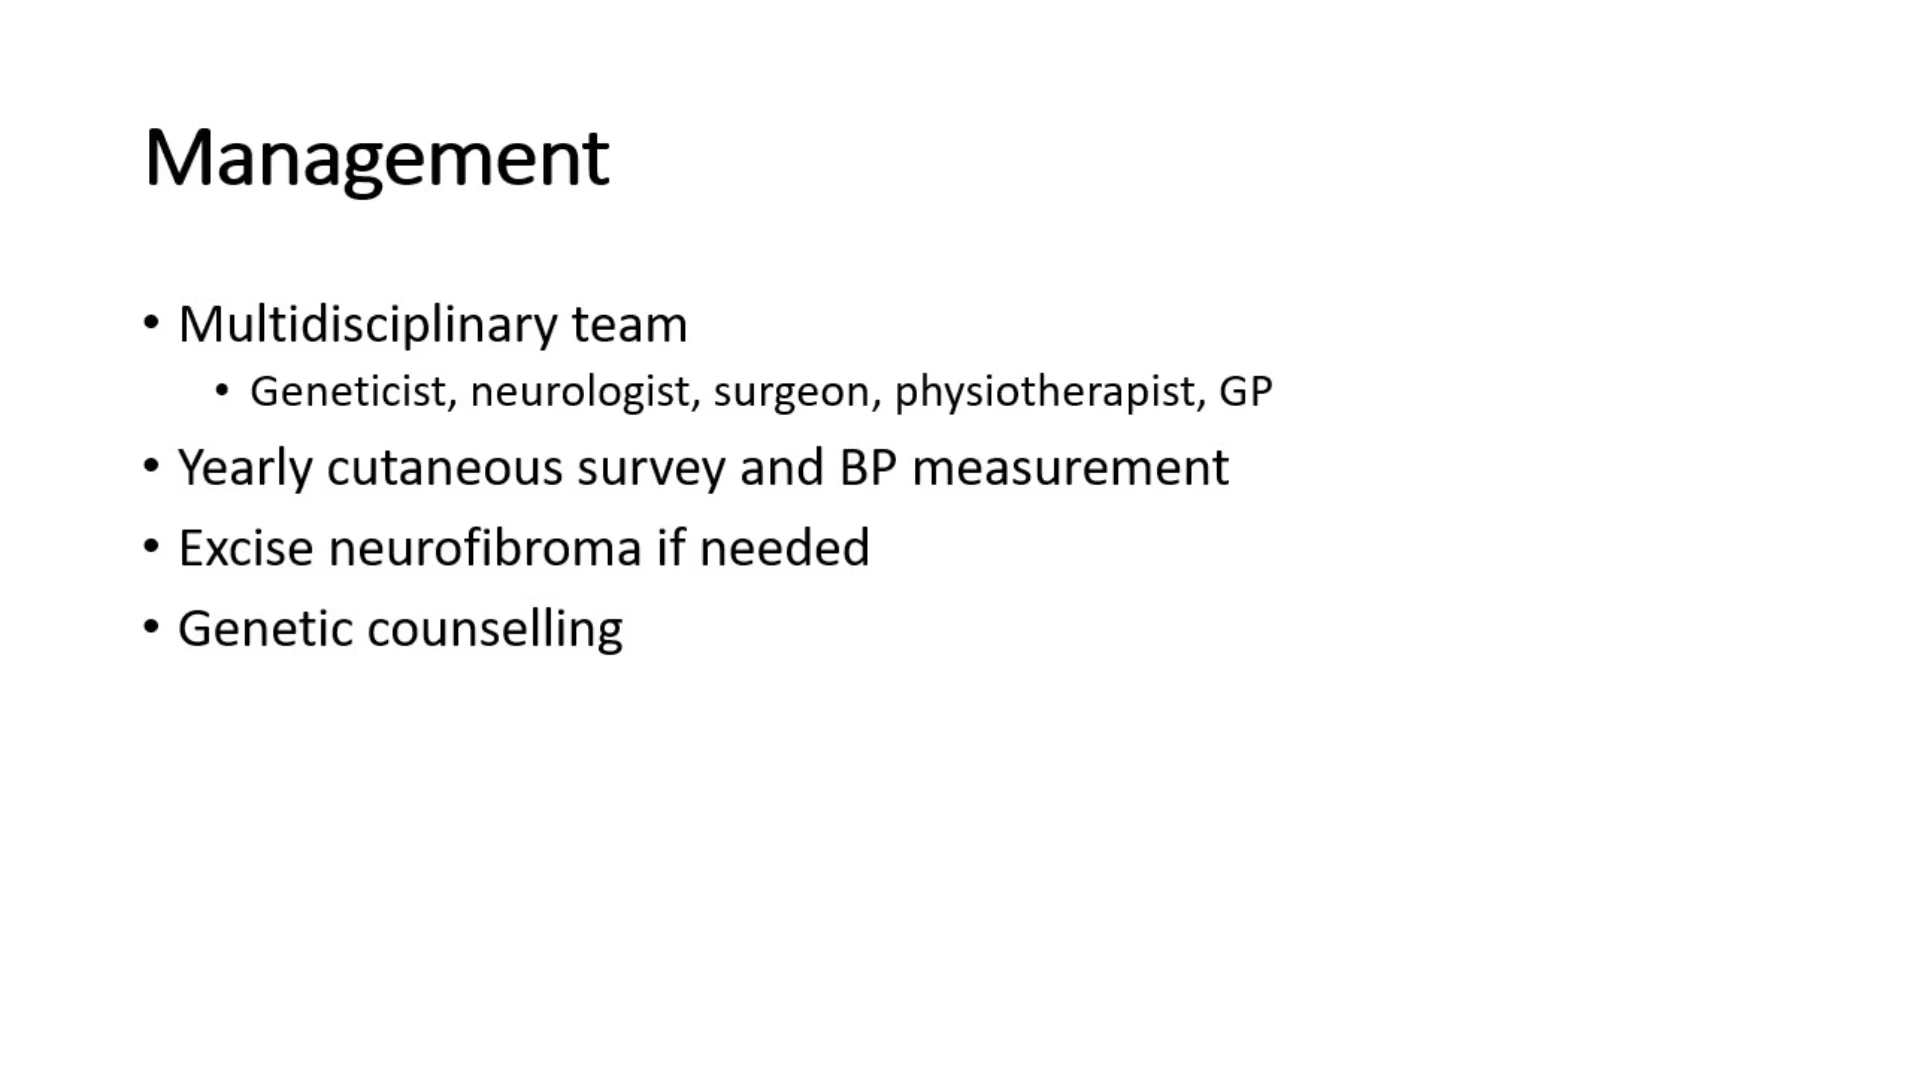 Management
• Multidisciplinary team
• Geneticist, neurologist, surgeon, physiotherapist, GP
• Yearly cutaneous survey and BP measurement
• Excise neurofibroma if needed
• Genetic counselling